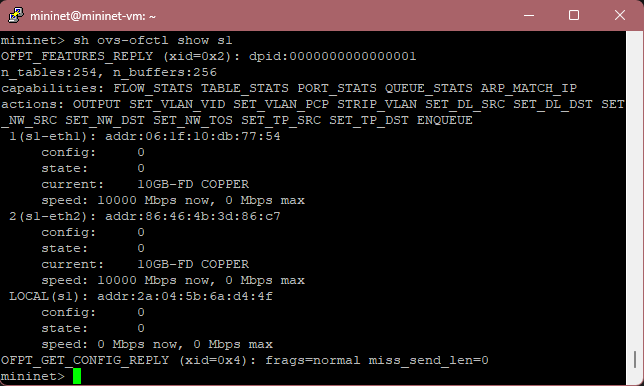 mininet@mininet-vm: ~
mininet> sh ovs-ofctl show s1
OFPT_FEATURES_REPLY (xid=0x2): dpid:0000000000000001
n_tables:254, n_buffers:256
capabilities: FLOW_STATS TABLE_STATS PORT_STATS QUEUE_STATS ARP_MATCH_IP
actions: OUTPUT SET_VLAN_VID SET_VLAN_PCP STRIP_VLAN SET_DL_SRC SET_DL_DST SET
_NW_SRC SET_NW_DST SET_NW_TOS SET_TP_SRC SET_TP_DST ENQUEUE
 1(s1-eth1): addr:06:1f:10:db:77:54
     config:     0
     state:      0
     current:    10GB-FD COPPER
     speed: 10000 Mbps now, 0 Mbps max
 2(s1-eth2): addr:86:46:4b:3d:86:c7
     config:     0
     state:      0
     current:    10GB-FD COPPER
     speed: 10000 Mbps now, 0 Mbps max
 LOCAL(s1): addr:2a:04:5b:6a:d4:4f
     config:     0
     state:      0
     speed: 0 Mbps now, 0 Mbps max
OFPT_GET_CONFIG_REPLY (xid=0x4): frags=normal miss_send_len=0
mininet>